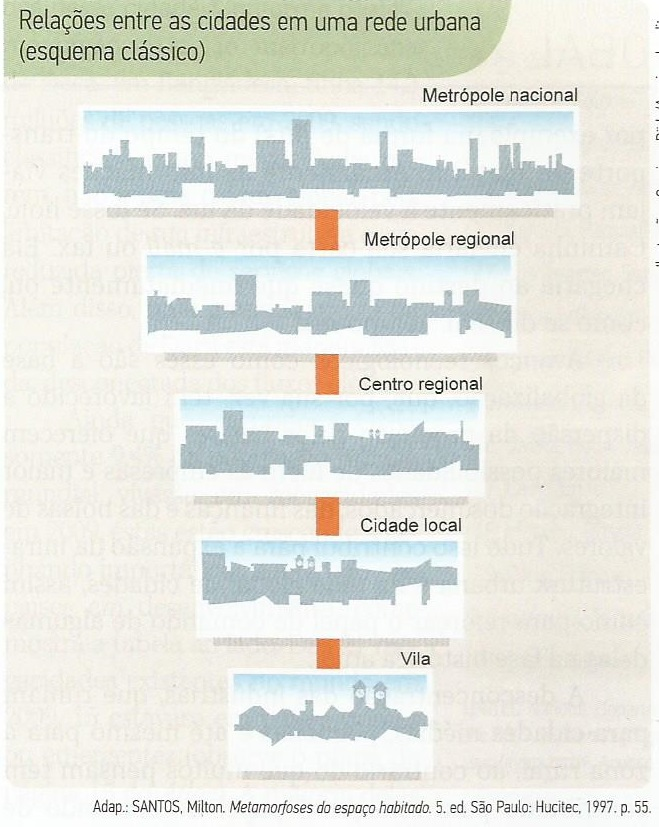 Relações entre as cidades em uma rede urbana
(esquema clássico)
Metrópole nacional
Metrópole regional
Centro regional
Cidade local
Vila
Adap.: SANTOS, Milton. Metamorfoses do espaço habitado. 5. ed. São Paulo: Hucitec, 1997. p. 55.